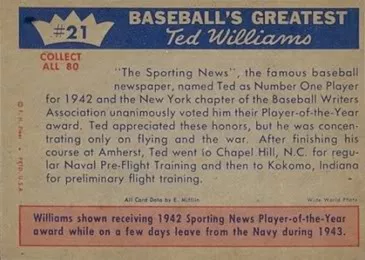 #21
BASEBALL'S GREATEST
Ted Williams
COLLECT
ALL 80
"The Sporting News", the famous baseball
newspaper, named Ted as Number One Player
for 1942 and the New York chapter of the Baseball Writers
Association unanimously voted him their Player-of-the-Year
award. Ted appreciated these honors, but he was concen-
trating only on flying and the war. After finishing his
course at Amherst, Ted went to Chapel Hill, N.C. for regu-
lar Naval Pre-Flight Training and then to Kokomo, Indiana
for preliminary flight training.
All Card Data by E. Mifflin
Wide World Photo
Williams shown receiving 1942 Sporting News Player-of-the-Year
award while on a few days leave from the Navy during 1943.